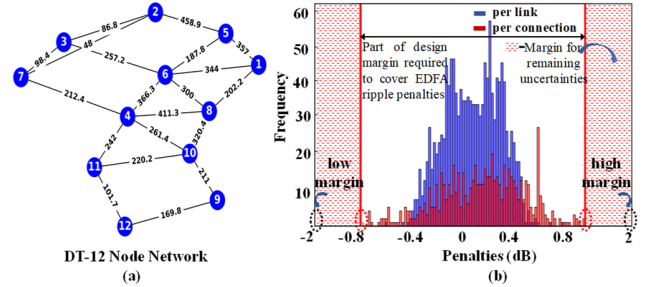 (a)
2
86.8
458.9
3
5
48
187.8
357
98.4
257.2
1
6
344
7
366.3
300
202.2
212.4
8
4
411.3
242
261.4
320.4
10
11
220.2
211
101.7
9
169.8
12
DT-12 Node Network
(a)
60
50
40
30
20
10
Frequency
per link
per connection
Part of design
margin required
to cover EDFA
ripple penalties
Margin for
remaining
uncertainties
low
margin
high
margin
-2
-0.8
-0.4
0
0.4
0.8
2
Penalties (dB)
(b)